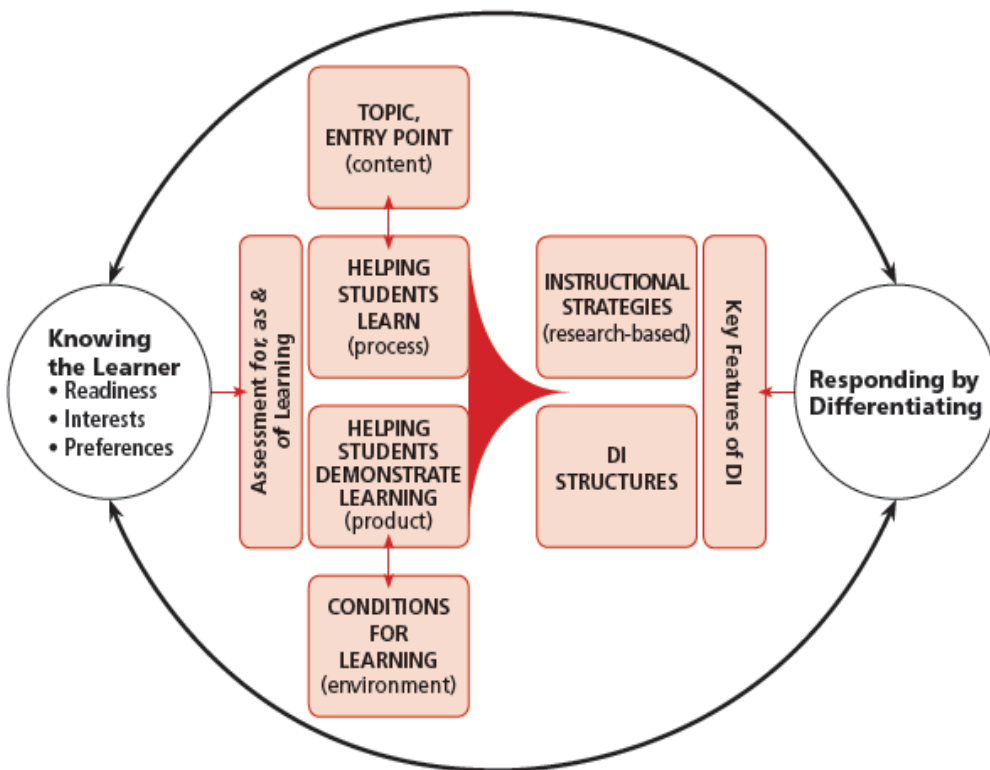 TOPIC,
ENTRY POINT
(content)
Knowing
the Learner
• Readiness
• Interests
• Preferences
Assessment for, as &
of Learning
HELPING
STUDENTS
LEARN
(process)
HELPING
STUDENTS
DEMONSTRATE
LEARNING
(product)
CONDITIONS
FOR
LEARNING
(environment)
INSTRUCTIONAL
STRATEGIES
(research-based)
DI
STRUCTURES
Key Features of DI
Responding by
Differentiating